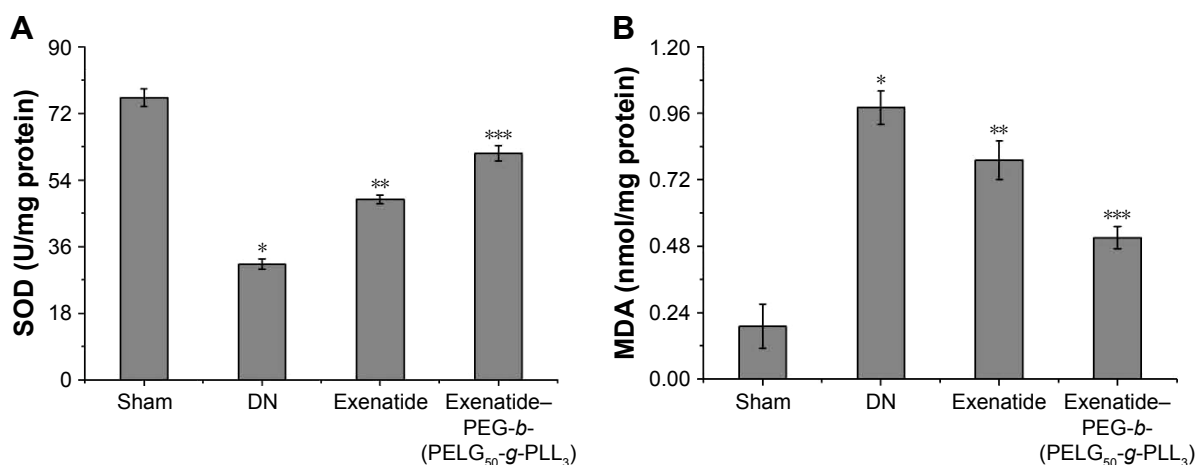 A
SOD (U/mg protein)
90
72
54
36
18
0
*
**
***
Sham
DN
Exenatide
Exenatide–
PEG-b-
(PELG₅₀-g-PLL₃)
B
MDA (nmol/mg protein)
1.20
0.96
0.72
0.48
0.24
0.00
*
**
***
Sham
DN
Exenatide
Exenatide–
PEG-b-
(PELG₅₀-g-PLL₃)